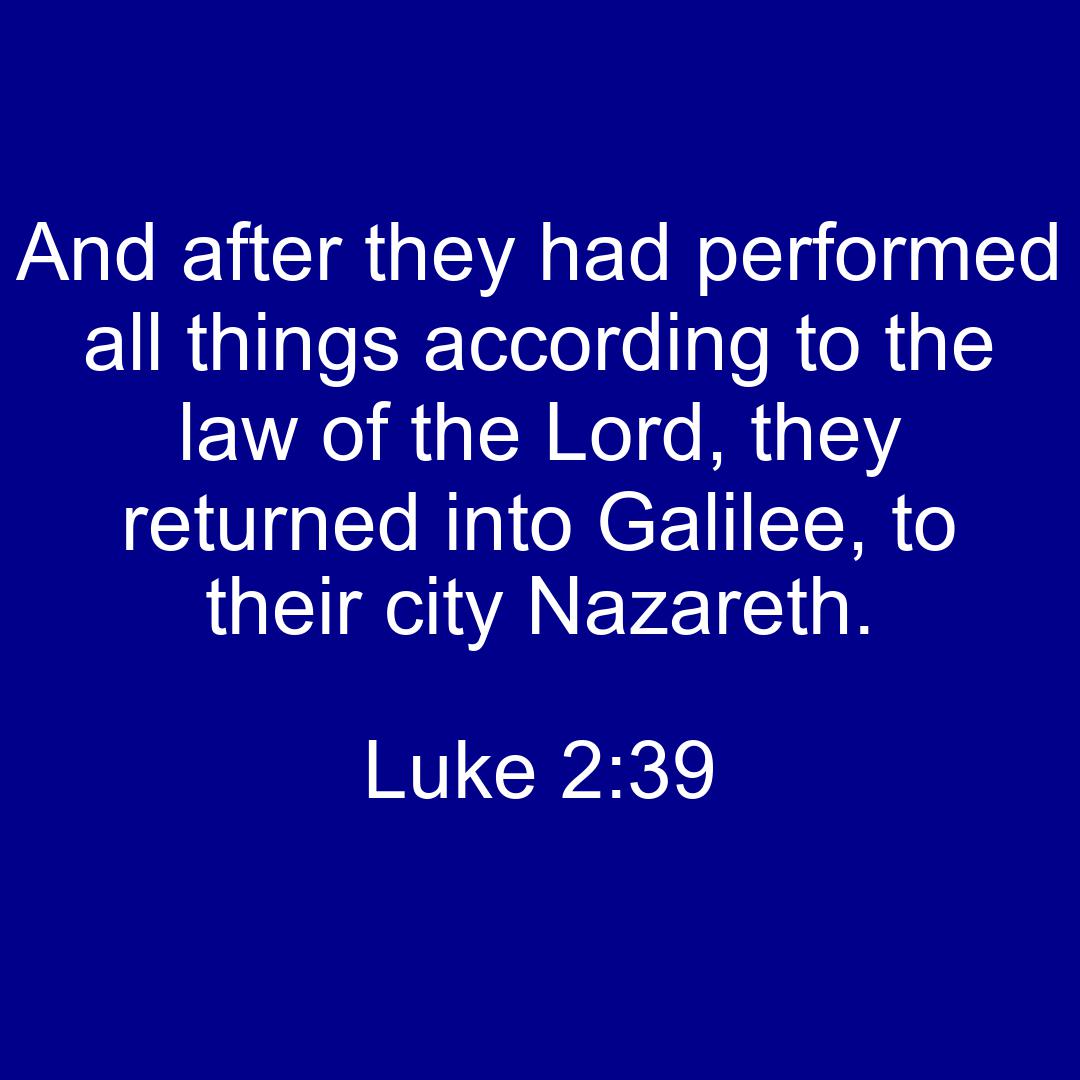 And after they had performed
all things according to the
law of the Lord, they
returned into Galilee, to
their city Nazareth.
Luke 2:39